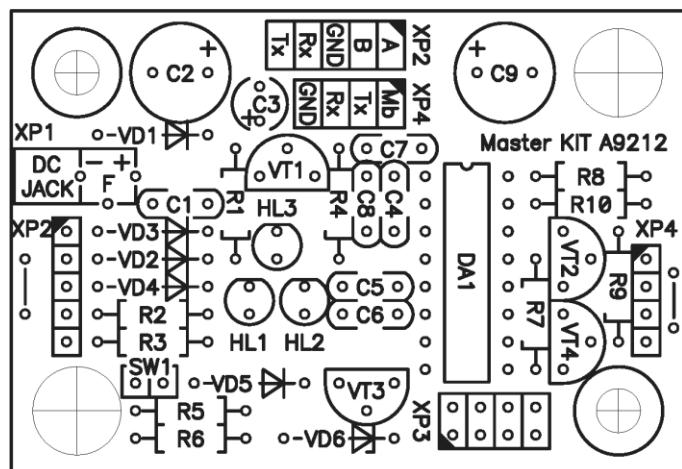 Tx Rx GND B A XP2
C2
C9
C3
GND Rx Tx Mb XP4
XP1
VD1
Master KIT A9212
DC JACK
- +
F
VT1
C7
R8
C1
R1
R4
C8
C4
R10
HL3
XP2
VD3
XP4
VD2
DA1
VT2
VD4
C5
R9
R2
C6
R7
R3
HL1
HL2
VT4
SW1
VD5
VT3
R5
XP3
R6
VD6